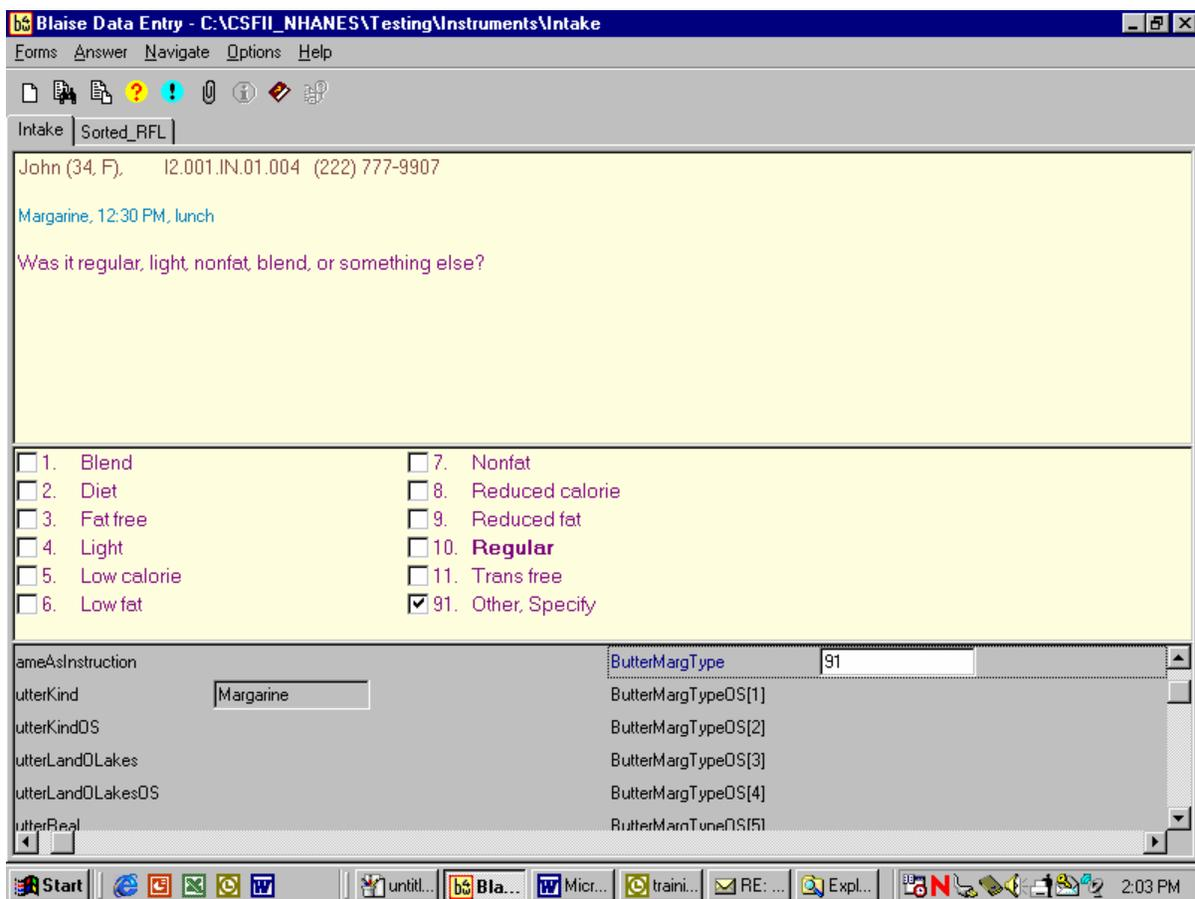 Blaise Data Entry - C:\CSFII_NHANES\Testing\Instruments\Intake
Forms Answer Navigate Options Help
Intake Sorted_RFL
John (34, F), I2.001.IN.01.004 (222) 777-9907
Margarine, 12:30 PM, lunch
Was it regular, light, nonfat, blend, or something else?
1. Blend 7. Nonfat
2. Diet 8. Reduced calorie
3. Fat free 9. Reduced fat
4. Light 10. Regular
5. Low calorie 11. Trans free
6. Low fat 91. Other, Specify
ameAsInstruction ButterMargType 91
utterKind Margarine ButterMargTypeOS[1]
utterKindOS ButterMargTypeOS[2]
utterLandOLakes ButterMargTypeOS[3]
utterLandOLakesOS ButterMargTypeOS[4]
utterReal ButterMargTypeOS[5]
Start untitl... Bla... Micr... traini... RE: ... Expl... 2:03 PM